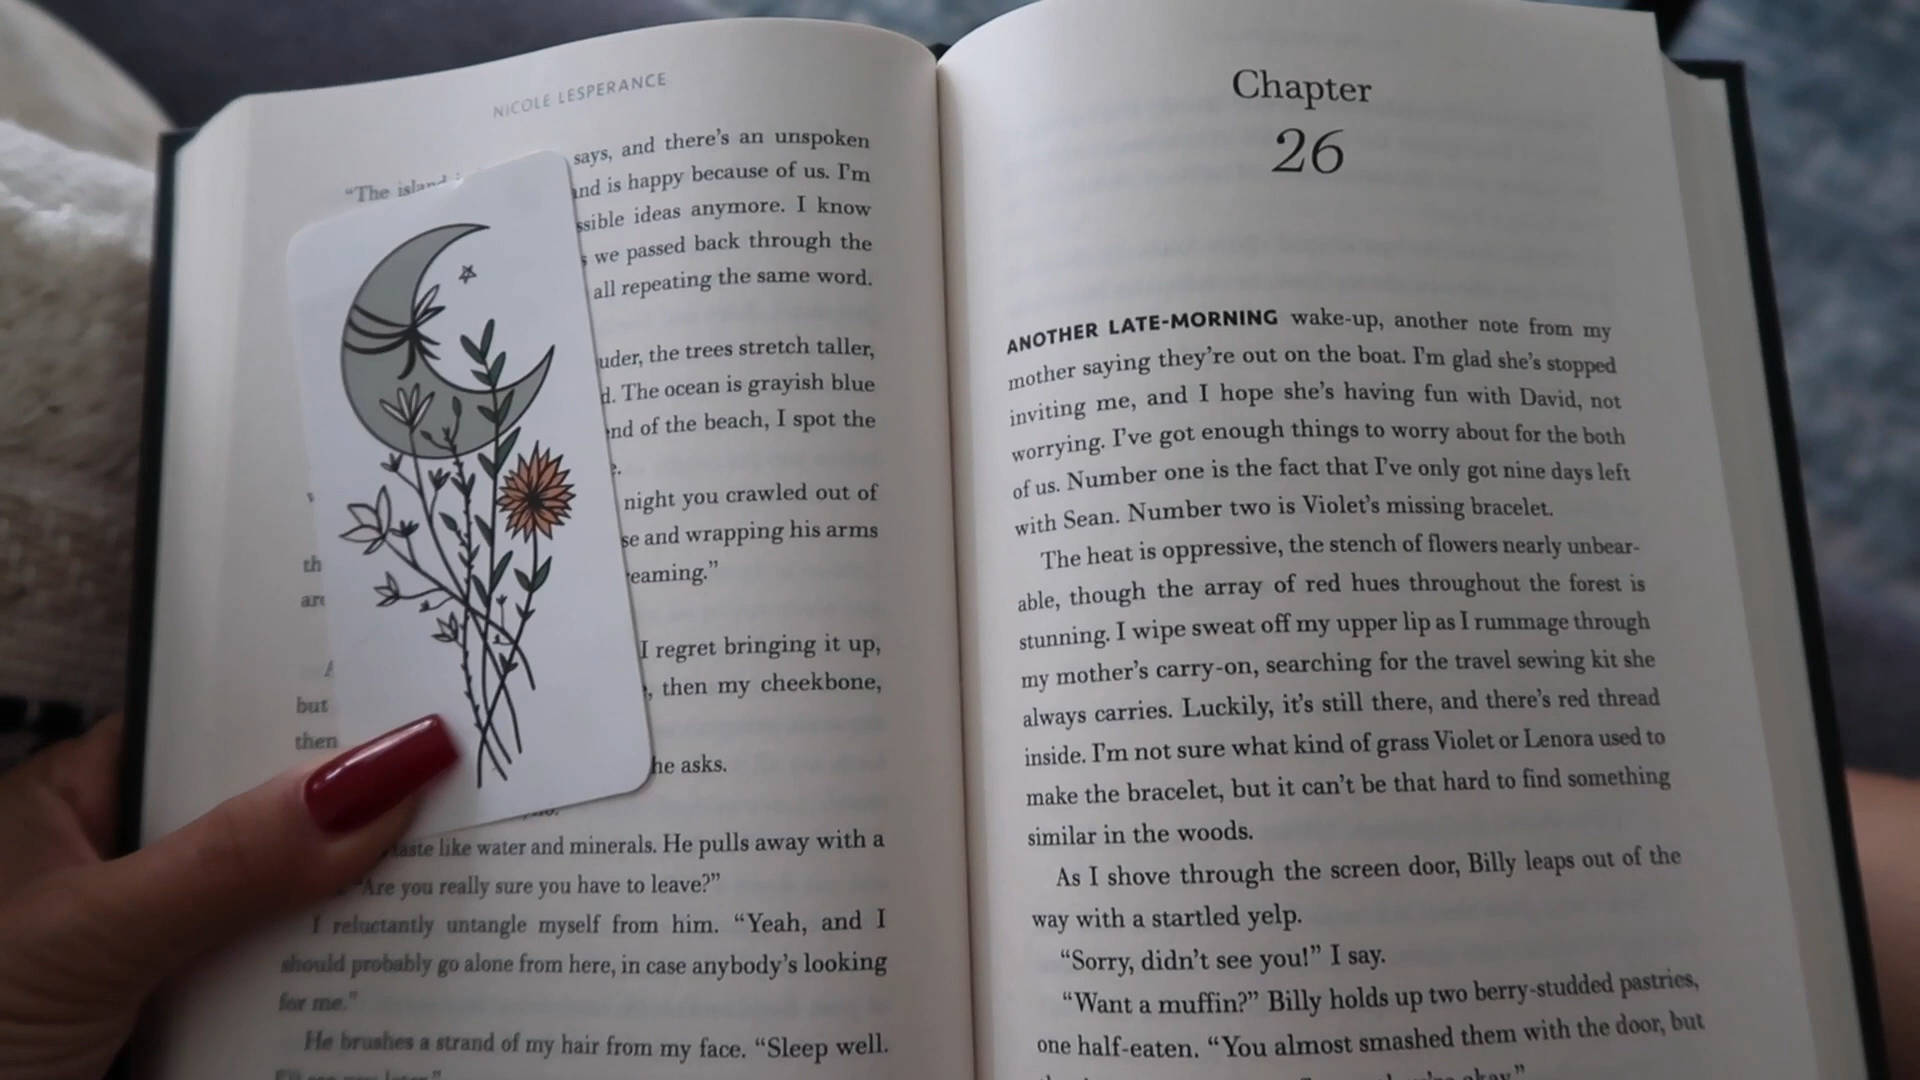 NICOLE LESPERANCE
"The island
says, and there's an unspoken
and is happy because of us. I'm
ssible ideas anymore. I know
we passed back through the
all repeating the same word.
uder, the trees stretch taller,
d. The ocean is grayish blue
end of the beach, I spot the
e.
night you crawled out of
th
se and wrapping his arms
are
eaming."
A
I regret bringing it up,
but
, then my cheekbone,
then
he asks.
taste like water and minerals. He pulls away with a
"Are you really sure you have to leave?"
I reluctantly untangle myself from him. "Yeah, and I
should probably go alone from here, in case anybody's looking
for me."
He brushes a strand of my hair from my face. "Sleep well.
Chapter
26
ANOTHER LATE-MORNING wake-up, another note from my
mother saying they're out on the boat. I'm glad she's stopped
inviting me, and I hope she's having fun with David, not
worrying. I've got enough things to worry about for the both
of us. Number one is the fact that I've only got nine days left
with Sean. Number two is Violet's missing bracelet.
The heat is oppressive, the stench of flowers nearly unbear-
able, though the array of red hues throughout the forest is
stunning. I wipe sweat off my upper lip as I rummage through
my mother's carry-on, searching for the travel sewing kit she
always carries. Luckily, it's still there, and there's red thread
inside. I'm not sure what kind of grass Violet or Lenora used to
make the bracelet, but it can't be that hard to find something
similar in the woods.
As I shove through the screen door, Billy leaps out of the
way with a startled yelp.
"Sorry, didn't see you!" I say.
"Want a muffin?" Billy holds up two berry-studded pastries,
one half-eaten. "You almost smashed them with the door, but
okay."